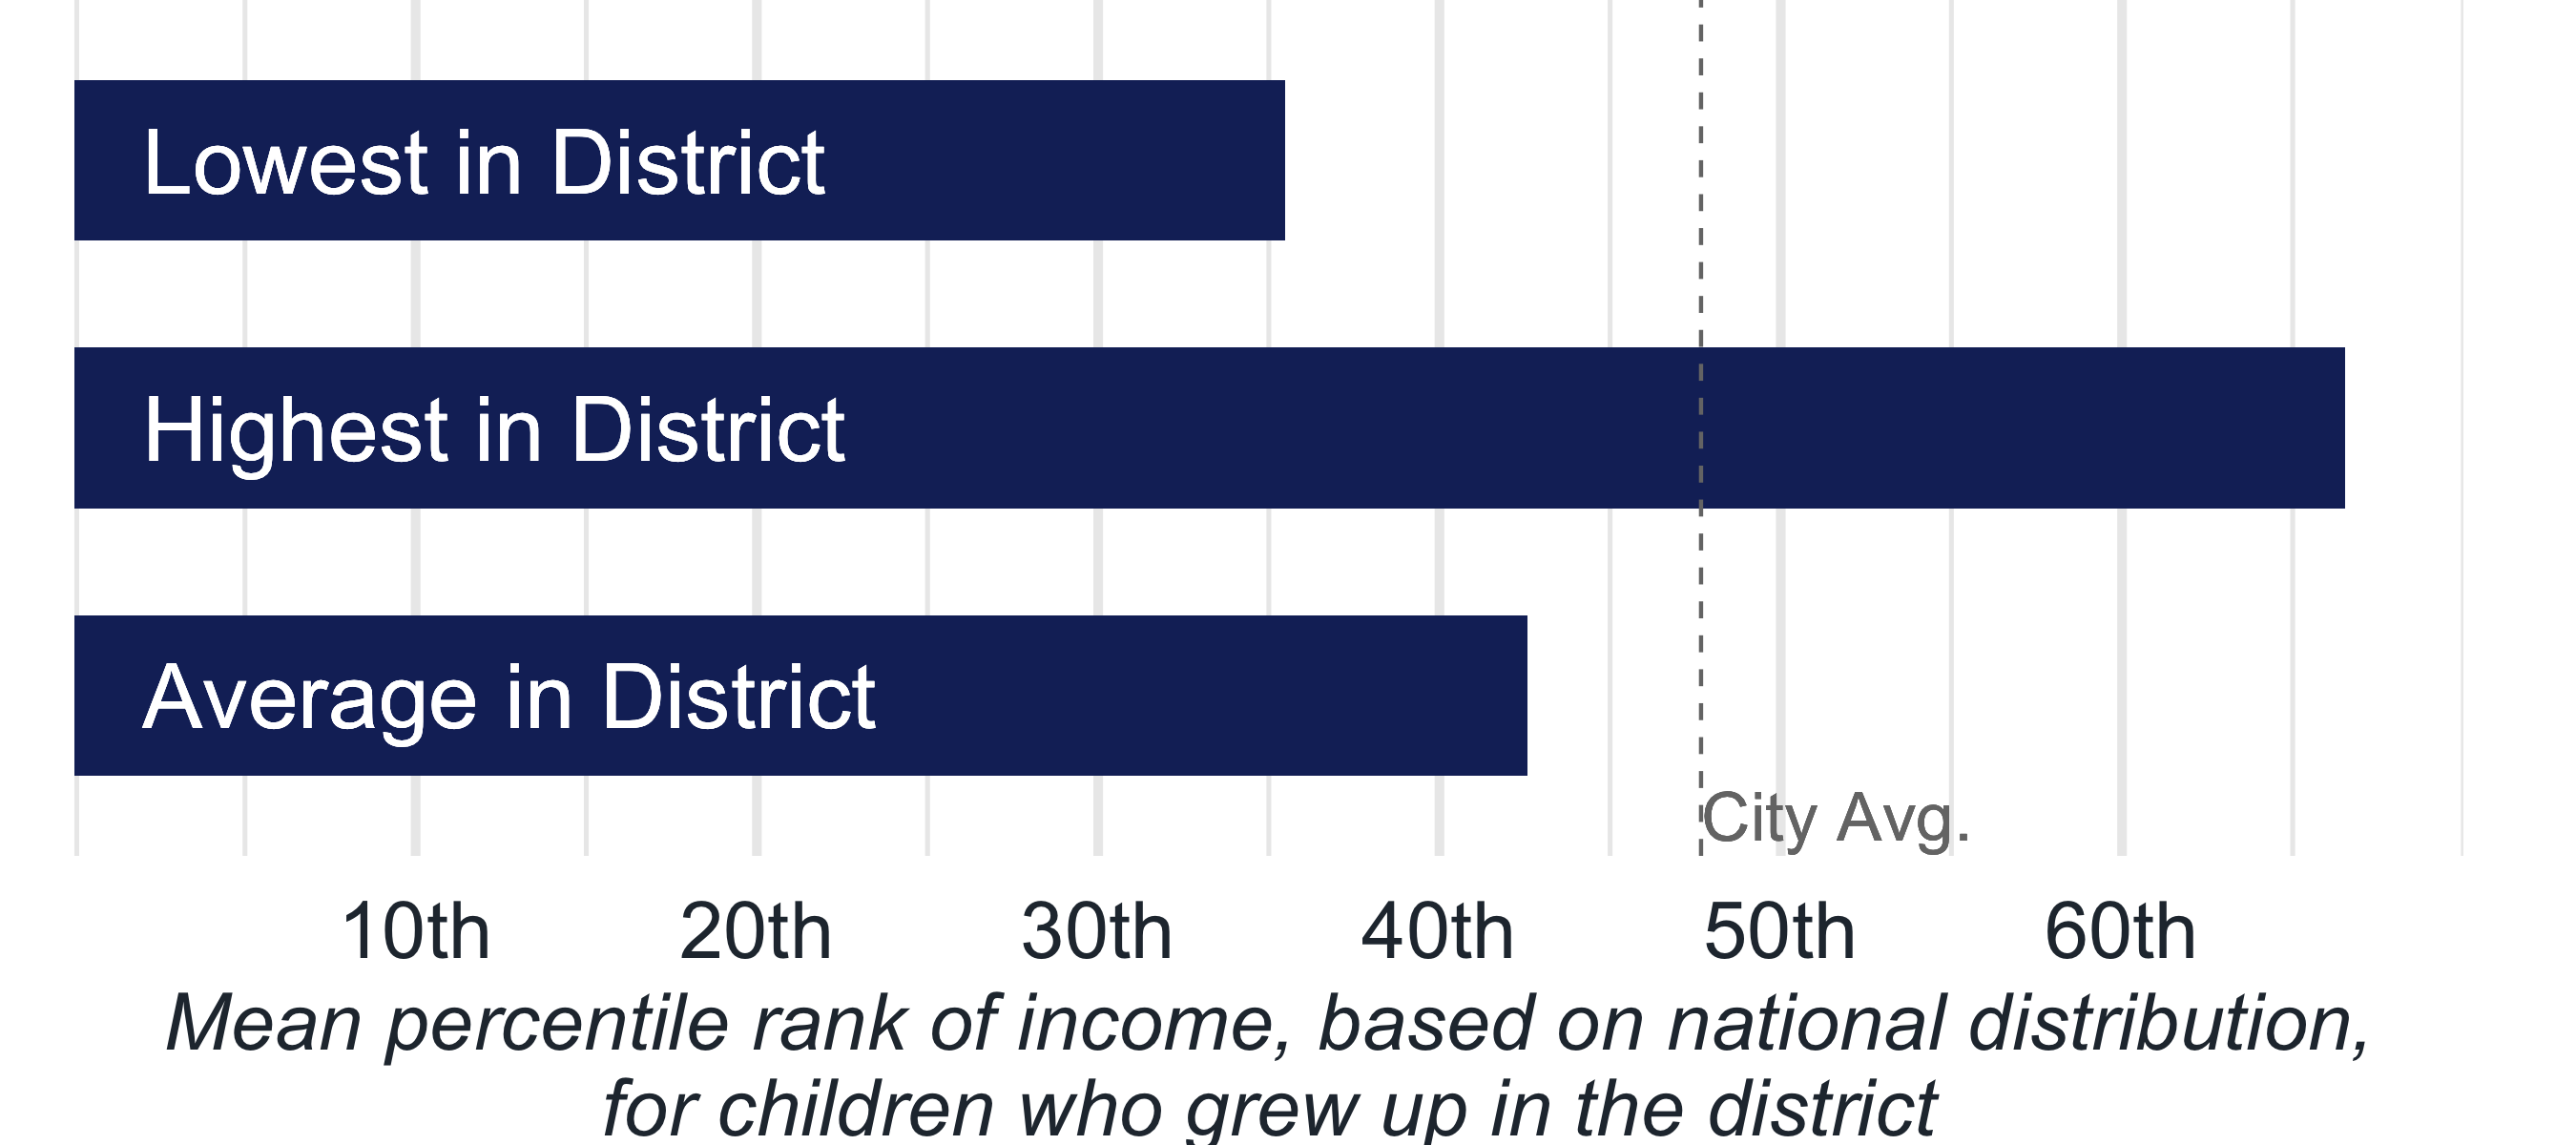 Lowest in District
Highest in District
Average in District
City Avg.
10th 20th 30th 40th 50th 60th
Mean percentile rank of income, based on national distribution,
for children who grew up in the district